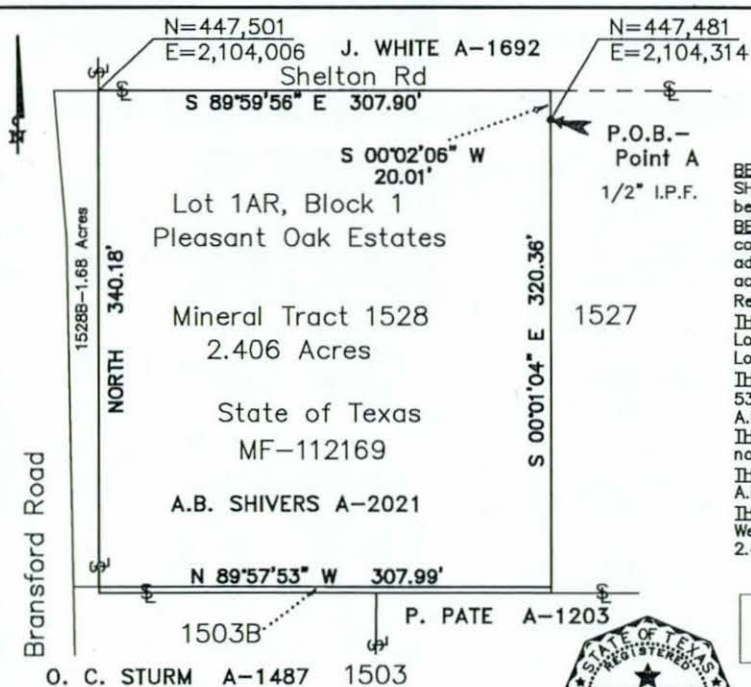 N=447,501
E=2,104,006
J. WHITE A-1692
N=447,481
E=2,104,314
Shelton Rd
S 89°59'56" E 307.90'
S 00°02'06" W
20.01'
P.O.B.-
Point A
1/2" I.P.F.
Lot 1AR, Block 1
Pleasant Oak Estates
1528B-1.68 Acres
NORTH 340.18'
Mineral Tract 1528
2.406 Acres
S 00°01'04" E 320.36'
1527
State of Texas
MF-112169
A.B. SHIVERS A-2021
Bransford Road
N 89°57'53" W 307.99'
1503B
P. PATE A-1203
O. C. STURM A-1487
1503
STATE OF TEXAS
REGISTERED